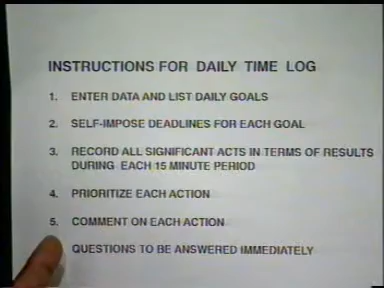 INSTRUCTIONS FOR DAILY TIME LOG
1. ENTER DATA AND LIST DAILY GOALS
2. SELF-IMPOSE DEADLINES FOR EACH GOAL
3. RECORD ALL SIGNIFICANT ACTS IN TERMS OF RESULTS
DURING EACH 15 MINUTE PERIOD
4. PRIORITIZE EACH ACTION
5. COMMENT ON EACH ACTION
QUESTIONS TO BE ANSWERED IMMEDIATELY